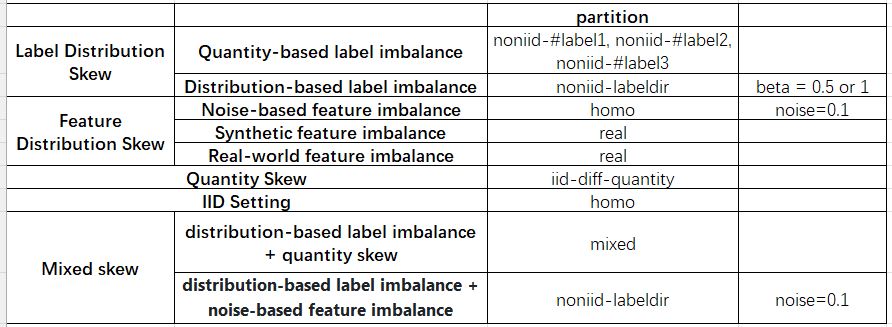 partition
Label Distribution
Skew
Quantity-based label imbalance
noniid-#label1, noniid-#label2,
noniid-#label3
Distribution-based label imbalance
noniid-labeldir
beta = 0.5 or 1
Feature
Distribution Skew
Noise-based feature imbalance
homo
noise=0.1
Synthetic feature imbalance
real
Real-world feature imbalance
real
Quantity Skew
iid-diff-quantity
IID Setting
homo
Mixed skew
distribution-based label imbalance
+ quantity skew
mixed
distribution-based label imbalance +
noise-based feature imbalance
noniid-labeldir
noise=0.1